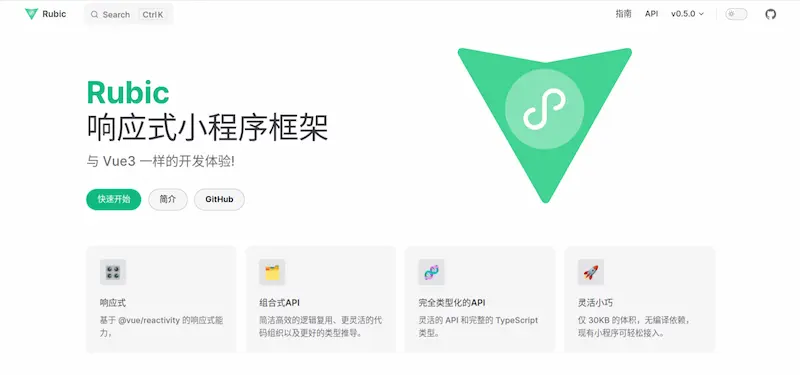 Rubic
Search Ctrl K
指南 API v0.5.0
Rubic
响应式小程序框架
与 Vue3 一样的开发体验!
快速开始 简介 GitHub
响应式
基于 @vue/reactivity 的响应式能
力，
组合式API
简洁高效的逻辑复用、更灵活的代
码组织以及更好的类型推导。
完全类型化的API
灵活的 API 和完整的 TypeScript
类型。
灵活小巧
仅 30KB 的体积，无编译依赖，
现有小程序可轻松接入。